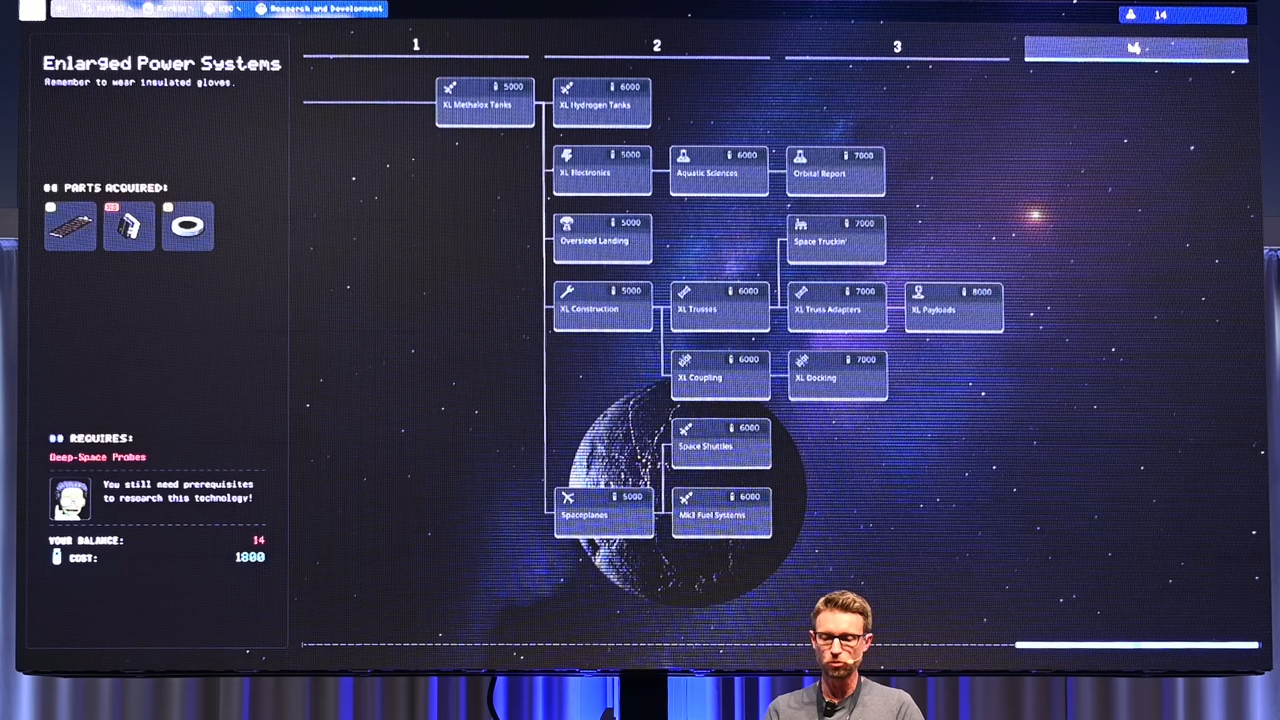 Research and Development
14
1
2
3
4
Enlarged Power Systems
Remember to wear insulated gloves.
PARTS ACQUIRED:
REQUIRES:
Deep-Space Probes
You still need prerequisites
to research this technology!
YOUR BALANCE: 14
COST: 1800
5000
XL Methalox Tanks
6000
XL Hydrogen Tanks
5000
XL Electronics
6000
Aquatic Sciences
7000
Orbital Report
5000
Oversized Landing
7000
Space Truckin'
5000
XL Construction
6000
XL Trusses
7000
XL Truss Adapters
8000
XL Payloads
6000
XL Coupling
7000
XL Docking
6000
Space Shuttles
5000
Spaceplanes
6000
Mk3 Fuel Systems